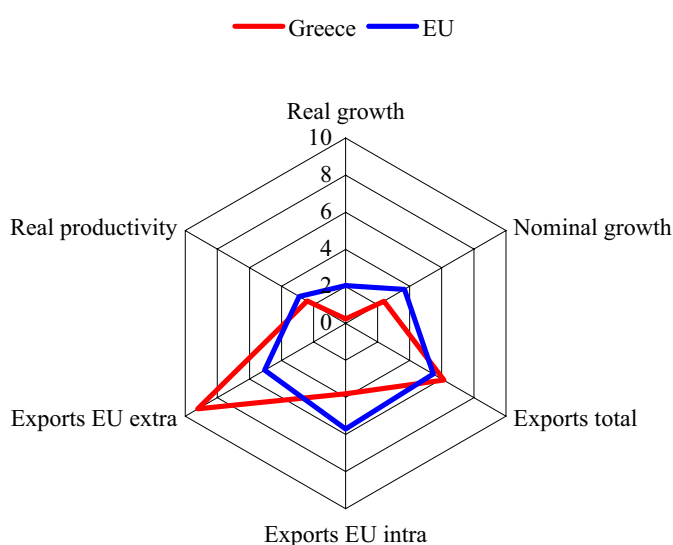 Greece EU
Real growth
10
Real productivity
8
Nominal growth
6
4
2
0
Exports EU extra
Exports total
Exports EU intra